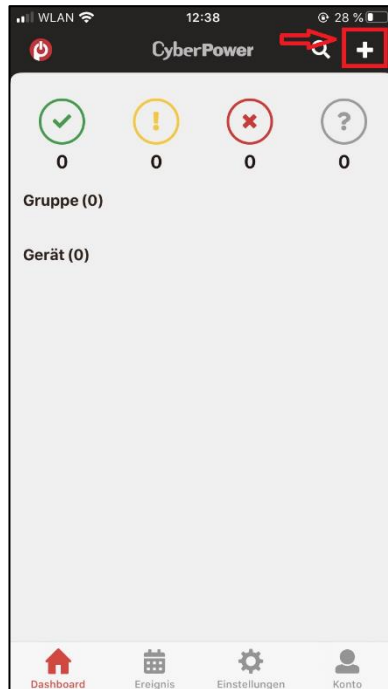 WLAN 12:38 28 %
CyberPower
0 0 0 0
Gruppe (0)
Gerät (0)
Dashboard Ereignis Einstellungen Konto